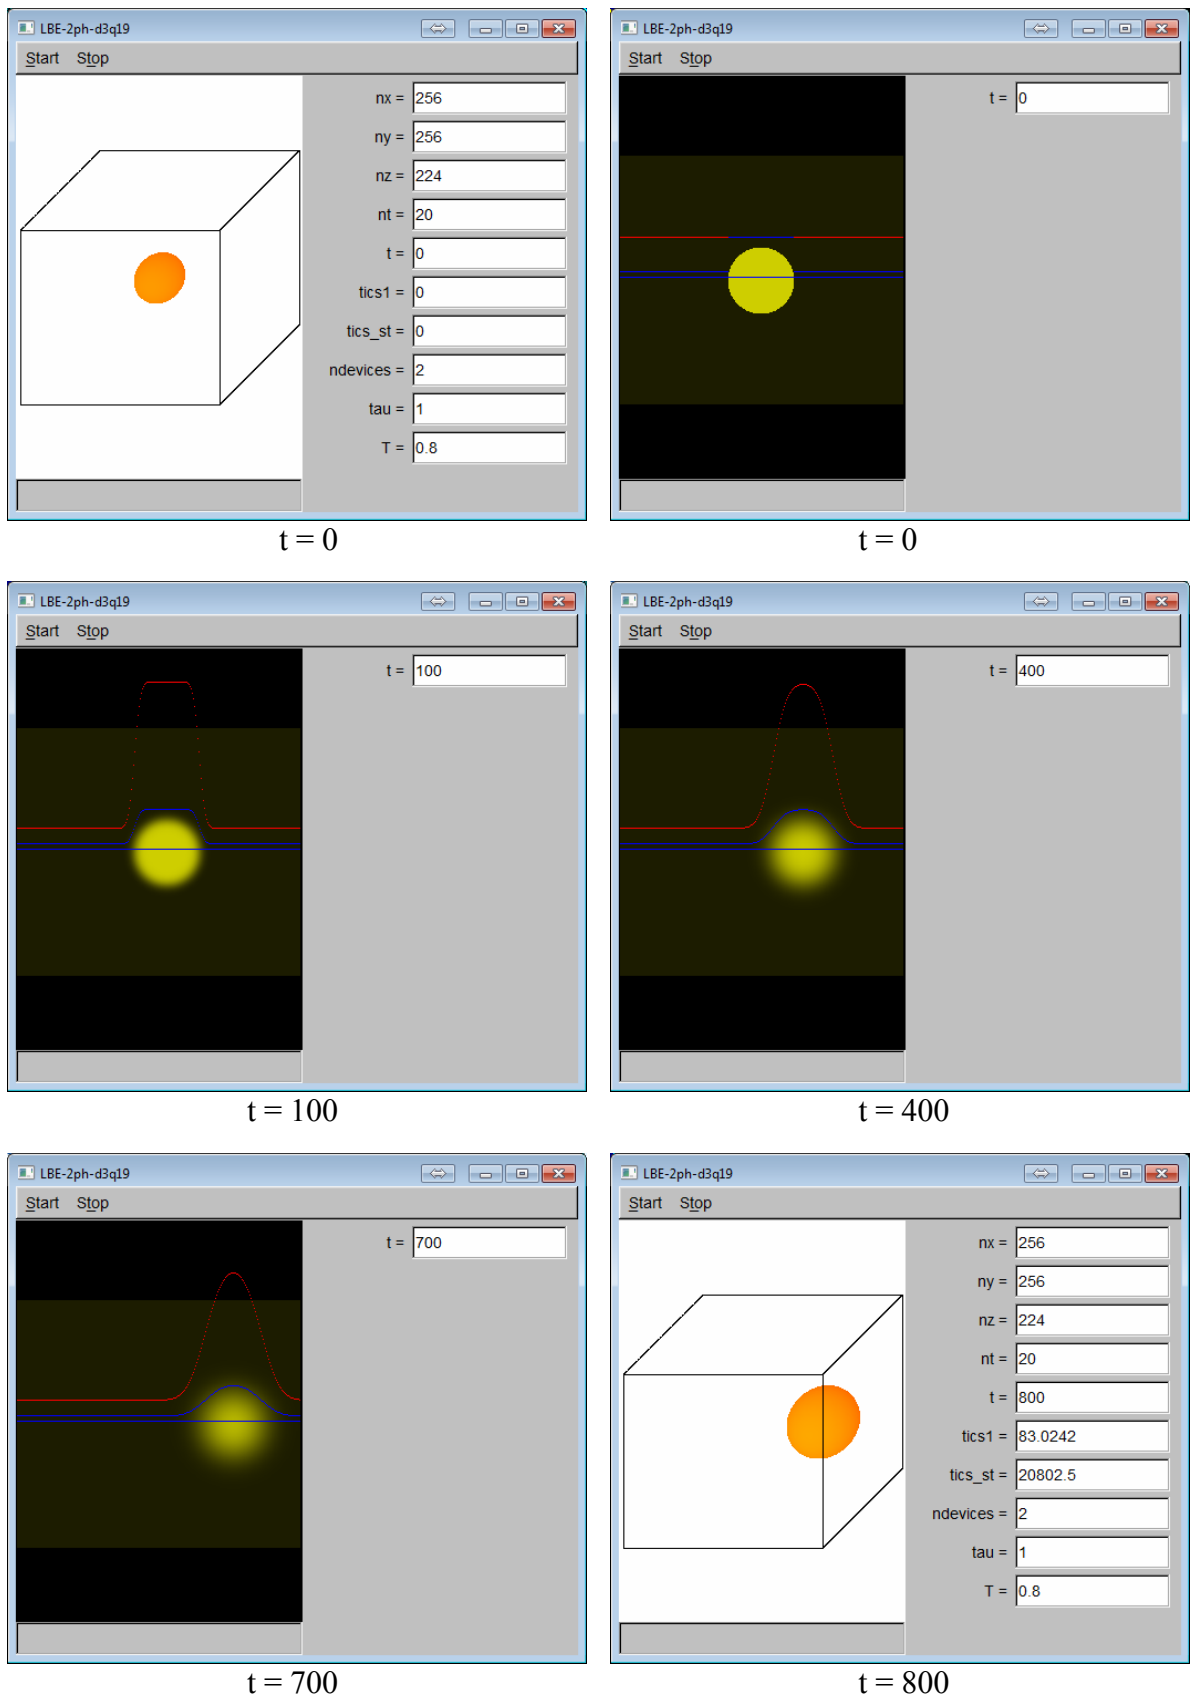 LBE-2ph-d3q19
Start Stop
nx = 256
ny = 256
nz = 224
nt = 20
t = 0
tics1 = 0
tics_st = 0
ndevices = 2
tau = 1
T = 0.8
t = 0
LBE-2ph-d3q19
Start Stop
t = 0
t = 0
LBE-2ph-d3q19
Start Stop
t = 100
t = 100
LBE-2ph-d3q19
Start Stop
t = 400
t = 400
LBE-2ph-d3q19
Start Stop
t = 700
t = 700
LBE-2ph-d3q19
Start Stop
nx = 256
ny = 256
nz = 224
nt = 20
t = 800
tics1 = 83.0242
tics_st = 20802.5
ndevices = 2
tau = 1
T = 0.8
t = 800